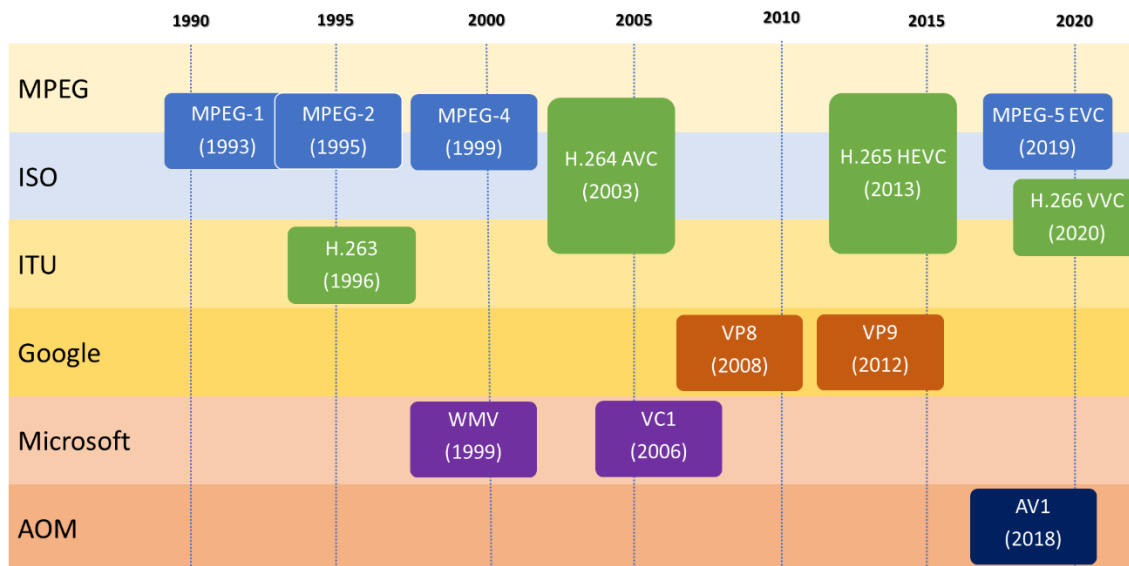 1990 1995 2000 2005 2010 2015 2020
MPEG
MPEG-1
(1993)
MPEG-2
(1995)
MPEG-4
(1999)
H.264 AVC
(2003)
H.265 HEVC
(2013)
MPEG-5 EVC
(2019)
ISO
H.266 VVC
(2020)
ITU
H.263
(1996)
Google
VP8
(2008)
VP9
(2012)
Microsoft
WMV
(1999)
VC1
(2006)
AOM
AV1
(2018)